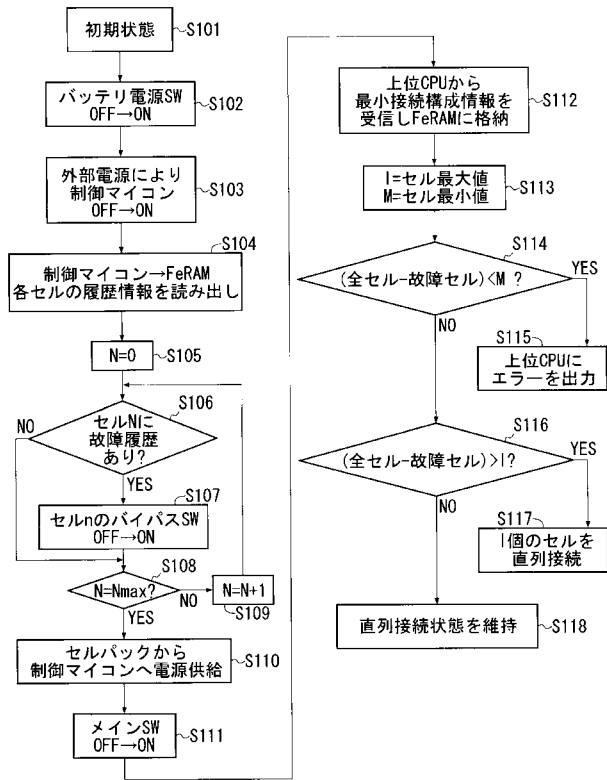 初期状態
S101
バッテリ電源SW
OFF→ON
S102
外部電源により
制御マイコン
OFF→ON
S103
S104
制御マイコン→FeRAM
各セルの履歴情報を読み出し
N=0
S105
S106
NO
セルNに
故障履歴
あり?
YES
S107
セルnのバイパスSW
OFF→ON
S108
N=Nmax?
NO
N=N+1
S109
YES
セルパックから
制御マイコンへ電源供給
S110
メインSW
OFF→ON
S111
上位CPUから
最小接続構成情報を
受信しFeRAMに格納
S112
I=セル最大値
M=セル最小値
S113
S114
(全セル-故障セル)<M ?
YES
NO
S115
上位CPUに
エラーを出力
S116
(全セル-故障セル)>I?
YES
NO
S117
I個のセルを
直列接続
直列接続状態を維持
S118